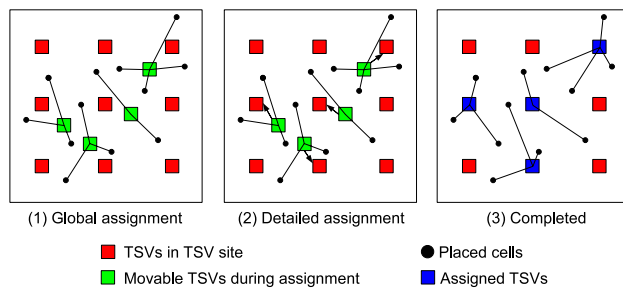 (1) Global assignment (2) Detailed assignment (3) Completed
TSVs in TSV site Placed cells
Movable TSVs during assignment Assigned TSVs